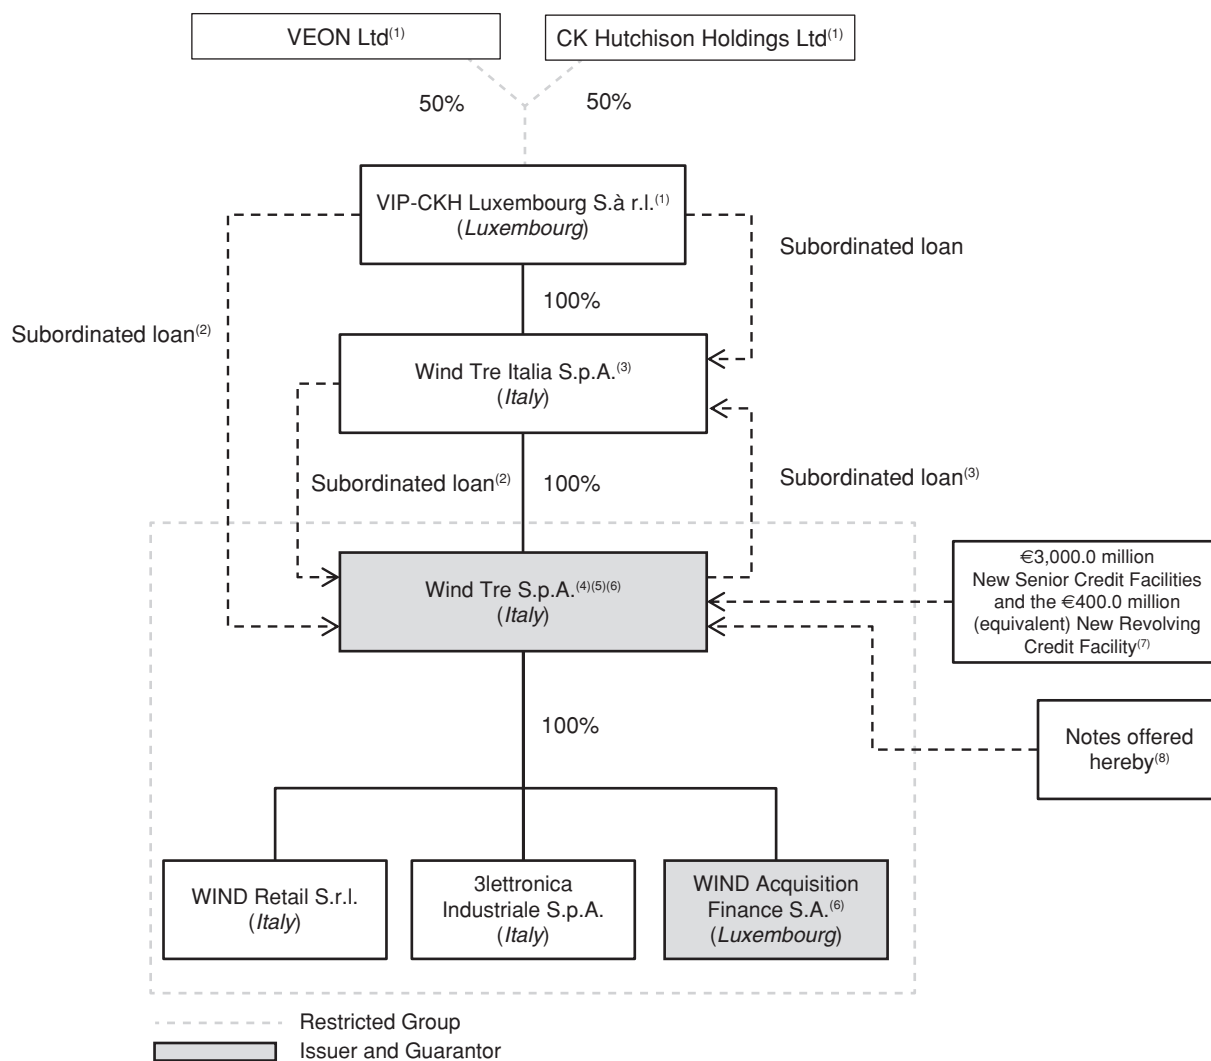 VEON Ltd(1)
CK Hutchison Holdings Ltd(1)
50%
50%
VIP-CKH Luxembourg S.à r.l.(1)
(Luxembourg)
Subordinated loan
100%
Subordinated loan(2)
Wind Tre Italia S.p.A.(3)
(Italy)
Subordinated loan(2)
100%
Subordinated loan(3)
Wind Tre S.p.A.(4)(5)(6)
(Italy)
€3,000.0 million
New Senior Credit Facilities
and the €400.0 million
(equivalent) New Revolving
Credit Facility(7)
100%
Notes offered
hereby(8)
WIND Retail S.r.l.
(Italy)
3lettronica
Industriale S.p.A.
(Italy)
WIND Acquisition
Finance S.A.(6)
(Luxembourg)
Restricted Group
Issuer and Guarantor